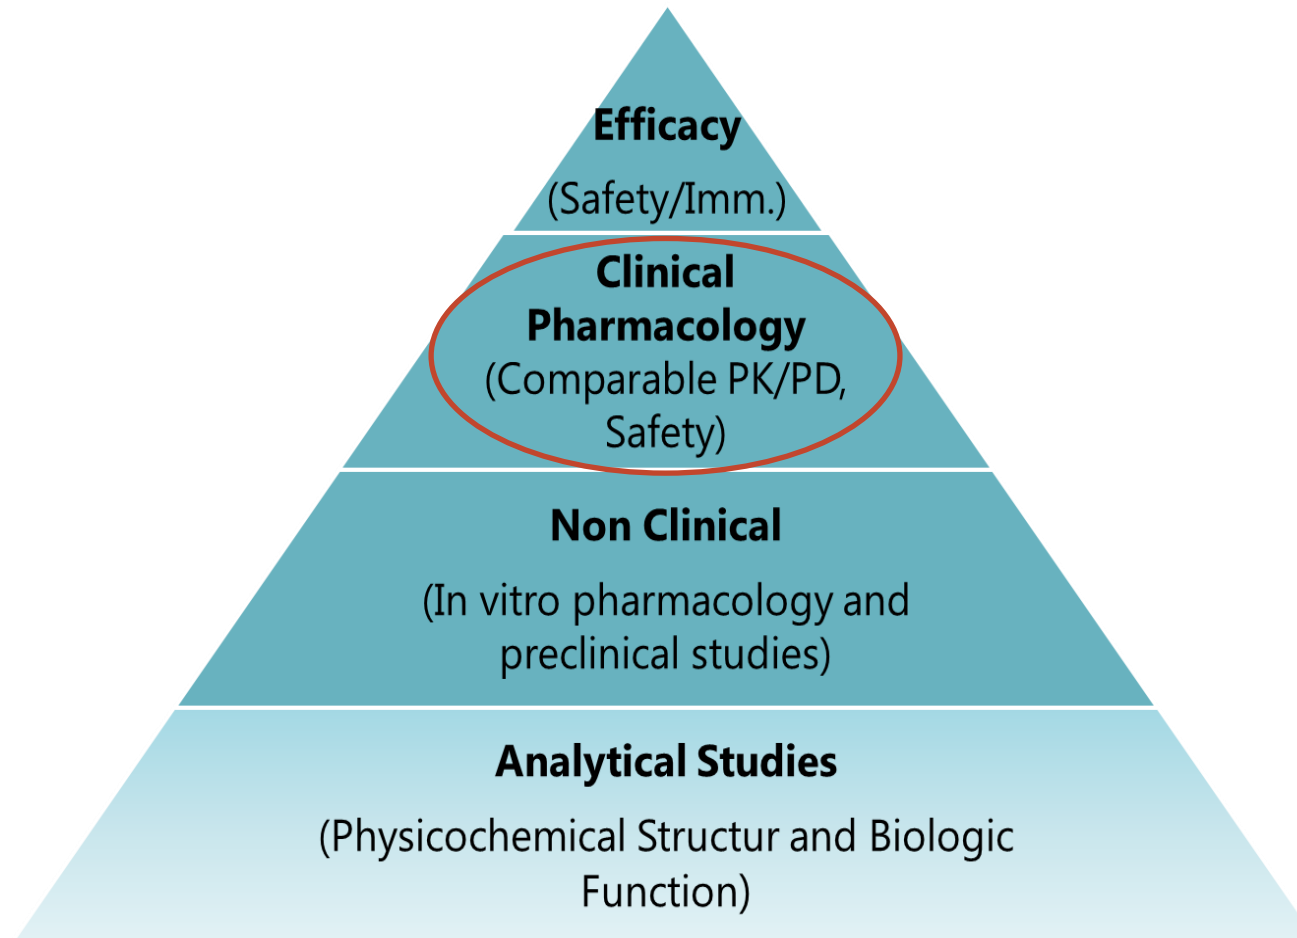 Efficacy
(Safety/Imm.)
Clinical
Pharmacology
(Comparable PK/PD,
Safety)
Non Clinical
(In vitro pharmacology and
preclinical studies)
Analytical Studies
(Physicochemical Structur and Biologic
Function)